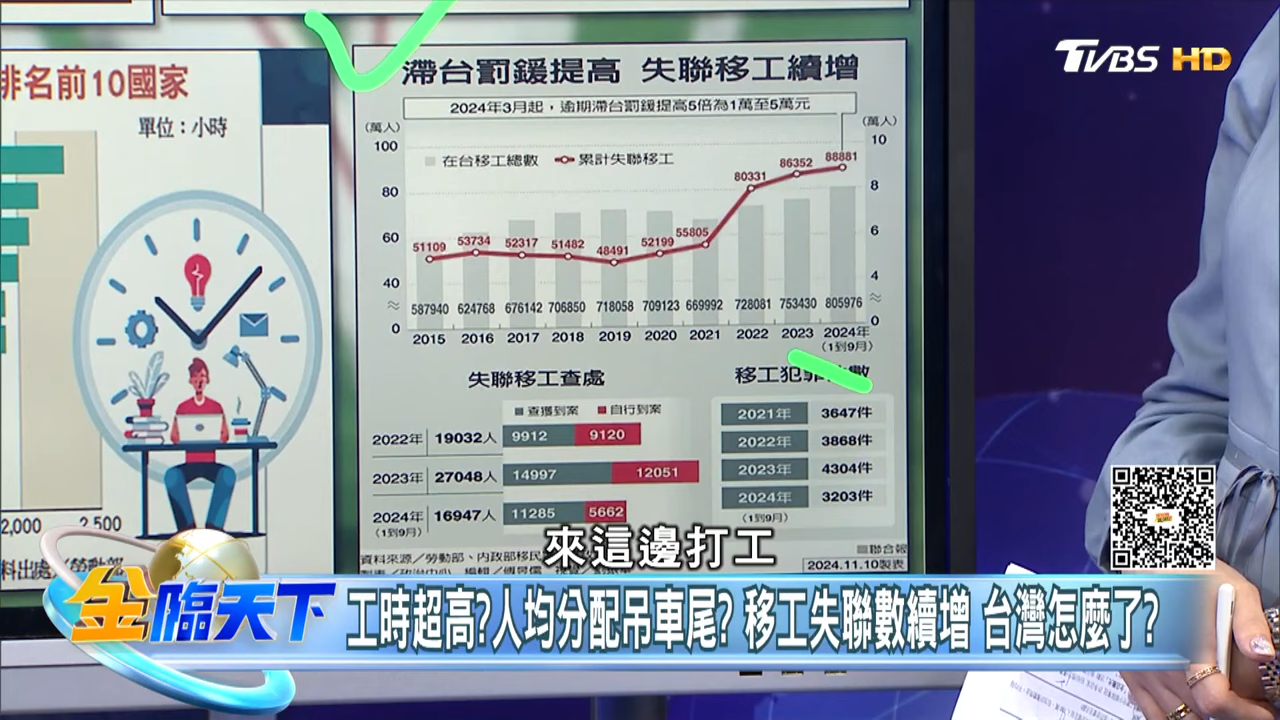 TVBS HD
排名前10國家
單位：小時
2,000 2,500
滯台罰鍰提高 失聯移工續增
2024年3月起，逾期滯台罰鍰提高5倍為1萬至5萬元
(萬人)
(萬人)
在台移工總數 累計失聯移工
100
80
60
40
0
10
8
6
4
0
51109 53734 52317 51482 48491 52199 55805 80331 86352 88881
587940 624768 676142 706850 718058 709123 669992 728081 753430 805976
2015 2016 2017 2018 2019 2020 2021 2022 2023 2024年
(1到9月)
失聯移工查處
查獲到案 自行到案
2022年 19032人 9912 9120
2023年 27048人 14997 12051
2024年 16947人 11285 5662
(1到9月)
移工犯罪件數
2021年 3647件
2022年 3868件
2023年 4304件
2024年 3203件
(1到9月)
資料來源／勞動部、內政部移民
聯合報
2024.11.10製表
來這邊打工
金臨天下
工時超高?人均分配吊車尾? 移工失聯數續增 台灣怎麼了?